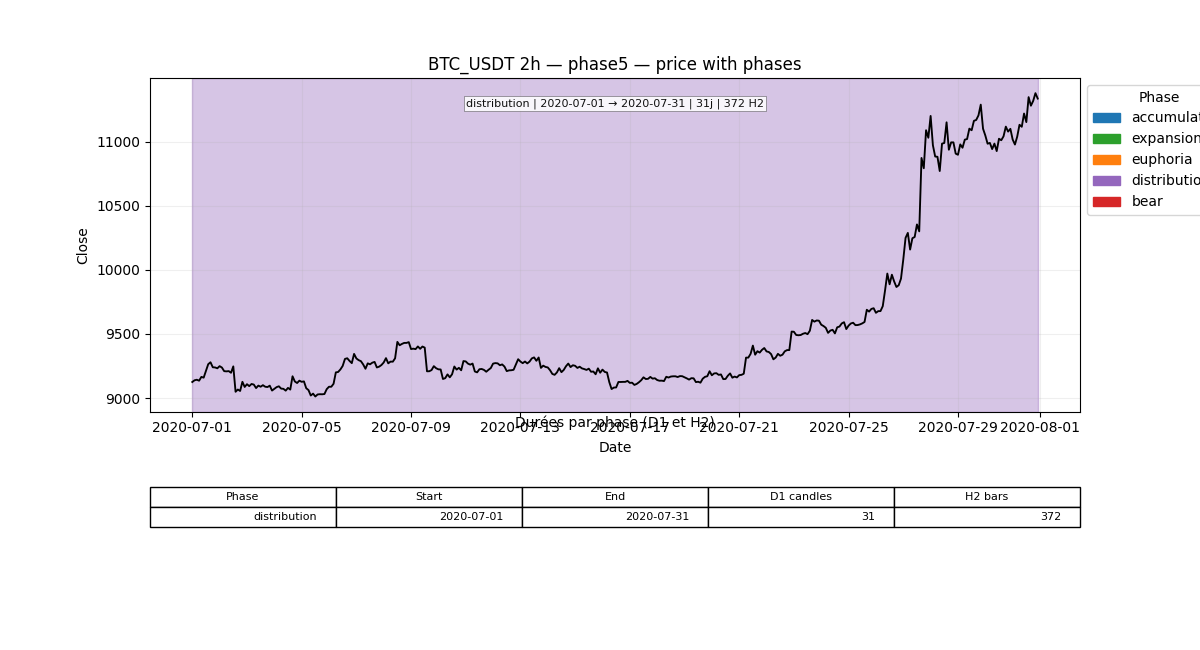 BTC_USDT 2h — phase5 — price with phases
distribution | 2020-07-01 → 2020-07-31 | 31j | 372 H2
Phase
accumulat
expansion
euphoria
distributio
bear
Close
11000
10500
10000
9500
9000
Durées par phase (D1 et H2)
2020-07-01 2020-07-05 2020-07-09 2020-07-13 2020-07-17 2020-07-21 2020-07-25 2020-07-29 2020-08-01
Date
Phase Start End D1 candles H2 bars
distribution 2020-07-01 2020-07-31 31 372